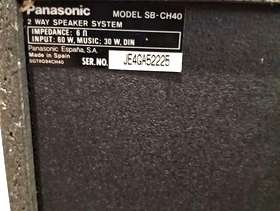 Panasonic MODEL SB-CH40
2 WAY SPEAKER SYSTEM
IMPEDANCE: 6 Ω
INPUT: 60 W, MUSIC: 30 W, DIN
Panasonic España, S.A.
Made in Spain
SER.NO. JE4GA52225